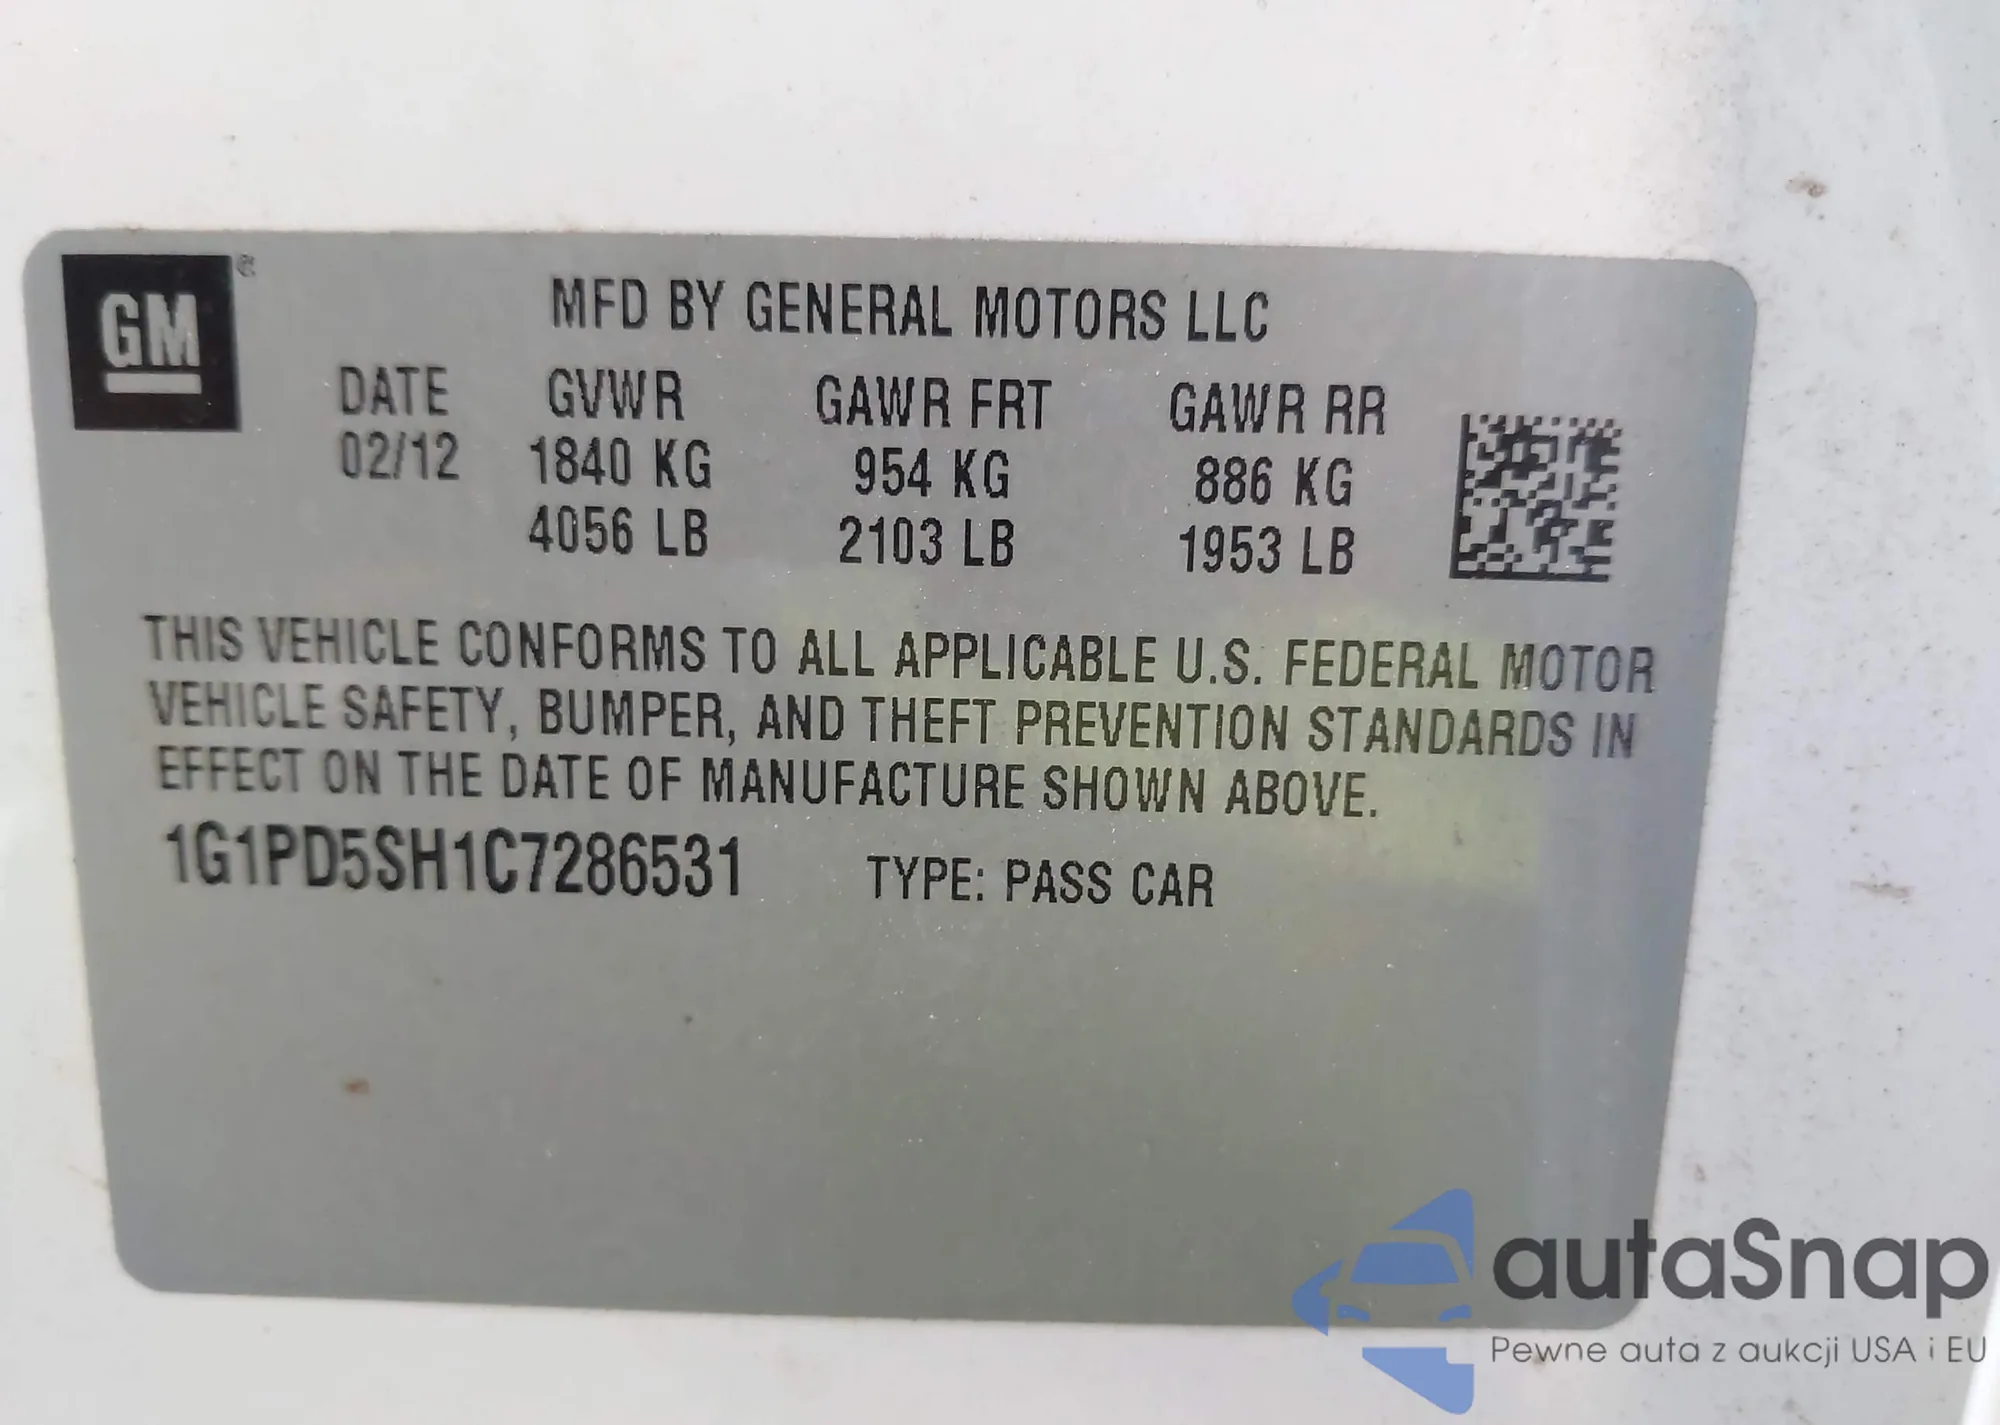 GM®
MFD BY GENERAL MOTORS LLC
DATE GVWR GAWR FRT GAWR RR
02/12 1840 KG 954 KG 886 KG
4056 LB 2103 LB 1953 LB
THIS VEHICLE CONFORMS TO ALL APPLICABLE U.S. FEDERAL MOTOR
VEHICLE SAFETY, BUMPER, AND THEFT PREVENTION STANDARDS IN
EFFECT ON THE DATE OF MANUFACTURE SHOWN ABOVE.
1G1PD5SH1C7286531 TYPE: PASS CAR
autaSnap
Pewne auta z aukcji USA i EU